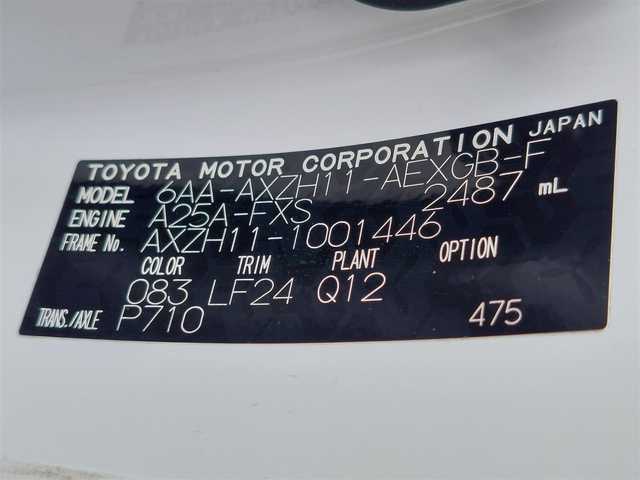 TOYOTA MOTOR CORPORATION JAPAN
MODEL 6AA-AXZH11-AEXGB-F
ENGINE A25A-FXS 2487 mL
FRAME No. AXZH11-1001446
COLOR TRIM PLANT OPTION
083 LF24 Q12
TRANS./AXLE P710 475